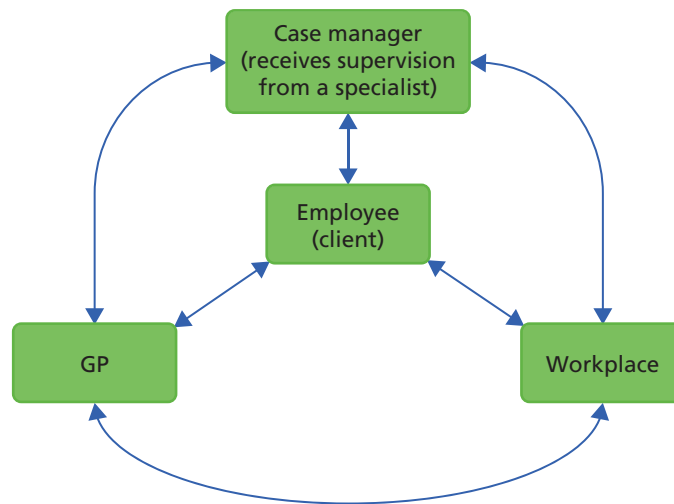 Case manager
(receives supervision
from a specialist)
Employee
(client)
GP
Workplace